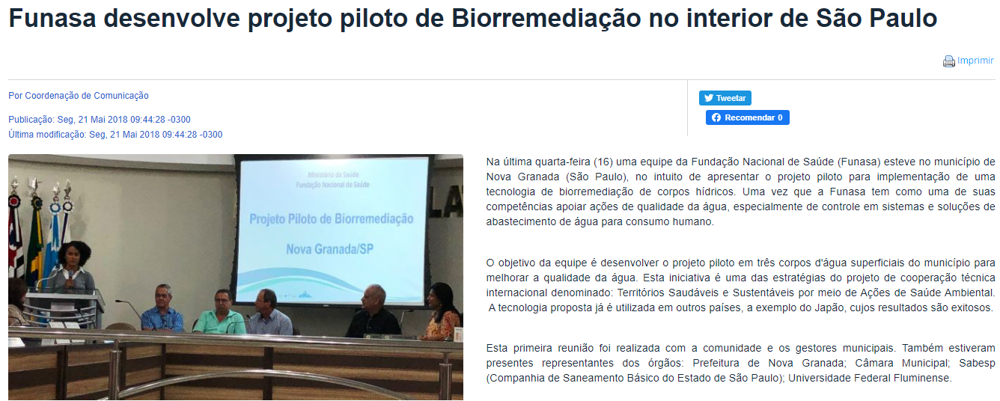 Funasa desenvolve projeto piloto de Biorremediação no interior de São Paulo
Imprimir
Por Coordenação de Comunicação
Publicação: Seg, 21 Mai 2018 09:44:28 -0300
Última modificação: Seg, 21 Mai 2018 09:44:28 -0300
Tweetar
Recomendar 0
Ministério da Saúde
Fundação Nacional de Saúde
Projeto Piloto de Biorremediação
Nova Granada/SP
LAT
Na última quarta-feira (16) uma equipe da Fundação Nacional de Saúde (Funasa) esteve no município de
Nova Granada (São Paulo), no intuito de apresentar o projeto piloto para implementação de uma
tecnologia de biorremediação de corpos hídricos. Uma vez que a Funasa tem como uma de suas
competências apoiar ações de qualidade da água, especialmente de controle em sistemas e soluções de
abastecimento de água para consumo humano.
O objetivo da equipe é desenvolver o projeto piloto em três corpos d'água superficiais do município para
melhorar a qualidade da água. Esta iniciativa é uma das estratégias do projeto de cooperação técnica
internacional denominado: Territórios Saudáveis e Sustentáveis por meio de Ações de Saúde Ambiental.
A tecnologia proposta já é utilizada em outros países, a exemplo do Japão, cujos resultados são exitosos.
Esta primeira reunião foi realizada com a comunidade e os gestores municipais. Também estiveram
presentes representantes dos órgãos: Prefeitura de Nova Granada; Câmara Municipal; Sabesp
(Companhia de Saneamento Básico do Estado de São Paulo); Universidade Federal Fluminense.